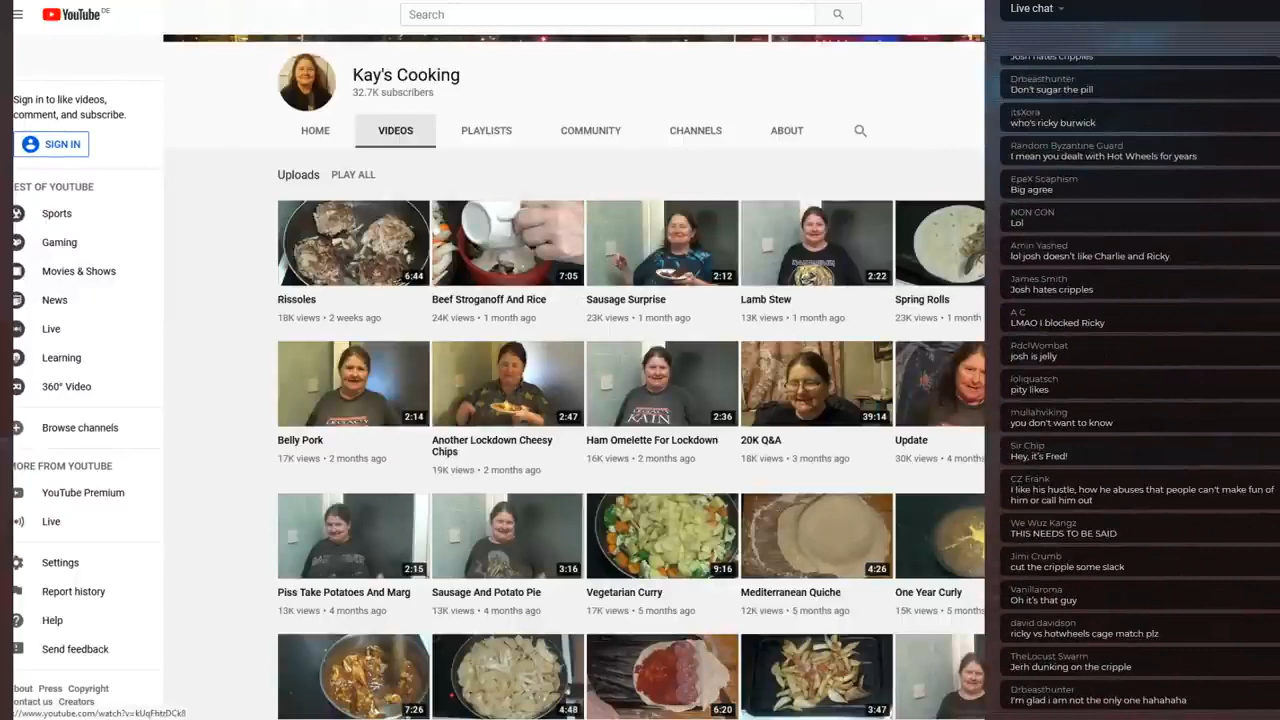 YouTube DE
Search
Kay's Cooking
32.7K subscribers
HOME VIDEOS PLAYLISTS COMMUNITY CHANNELS ABOUT
Sign in to like videos,
comment, and subscribe.
SIGN IN
EST OF YOUTUBE
Sports
Gaming
Movies & Shows
News
Live
Learning
360° Video
Browse channels
MORE FROM YOUTUBE
YouTube Premium
Live
Settings
Report history
Help
Send feedback
bout Press Copyright
ontact us Creators
://www.youtube.com/watch?v=kUqFhtzDCk8
Uploads PLAY ALL
6:44
Rissoles
18K views • 2 weeks ago
7:05
Beef Stroganoff And Rice
24K views • 1 month ago
2:12
Sausage Surprise
23K views • 1 month ago
2:22
Lamb Stew
13K views • 1 month ago
Spring Rolls
23K views • 1 month
2:14
Belly Pork
17K views • 2 months ago
2:47
Another Lockdown Cheesy
Chips
19K views • 2 months ago
KAIN
2:36
Ham Omelette For Lockdown
16K views • 2 months ago
39:14
20K Q&A
18K views • 3 months ago
Update
30K views • 4 months
2:15
Piss Take Potatoes And Marg
13K views • 4 months ago
3:16
Sausage And Potato Pie
13K views • 4 months ago
9:16
Vegetarian Curry
17K views • 5 months ago
4:26
Mediterranean Quiche
12K views • 5 months ago
One Year Curly
15K views • 5 months
7:26
4:48
6:20
3:47
Live chat
Josh hates cripples
Drbeasthunter
Don't sugar the pill
itsXora
who's ricky burwick
Random Byzantine Guard
I mean you dealt with Hot Wheels for years
EpeX Scaphism
Big agree
NON CON
Lol
Amin Yashed
lol josh doesn't like Charlie and Ricky
James Smith
Josh hates cripples
A C
LMAO I blocked Ricky
RdclWombat
josh is jelly
loliquatsch
pity likes
mullahviking
you don't want to know
Sir Chip
Hey, it's Fred!
CZ Frank
I like his hustle, how he abuses that people can't make fun of
him or call him out
We Wuz Kangz
THIS NEEDS TO BE SAID
Jimi Crumb
cut the cripple some slack
Vanillaroma
Oh it's that guy
david davidson
ricky vs hotwheels cage match plz
TheLocust Swarm
Jerh dunking on the cripple
Drbeasthunter
I'm glad i am not the only one hahahaha